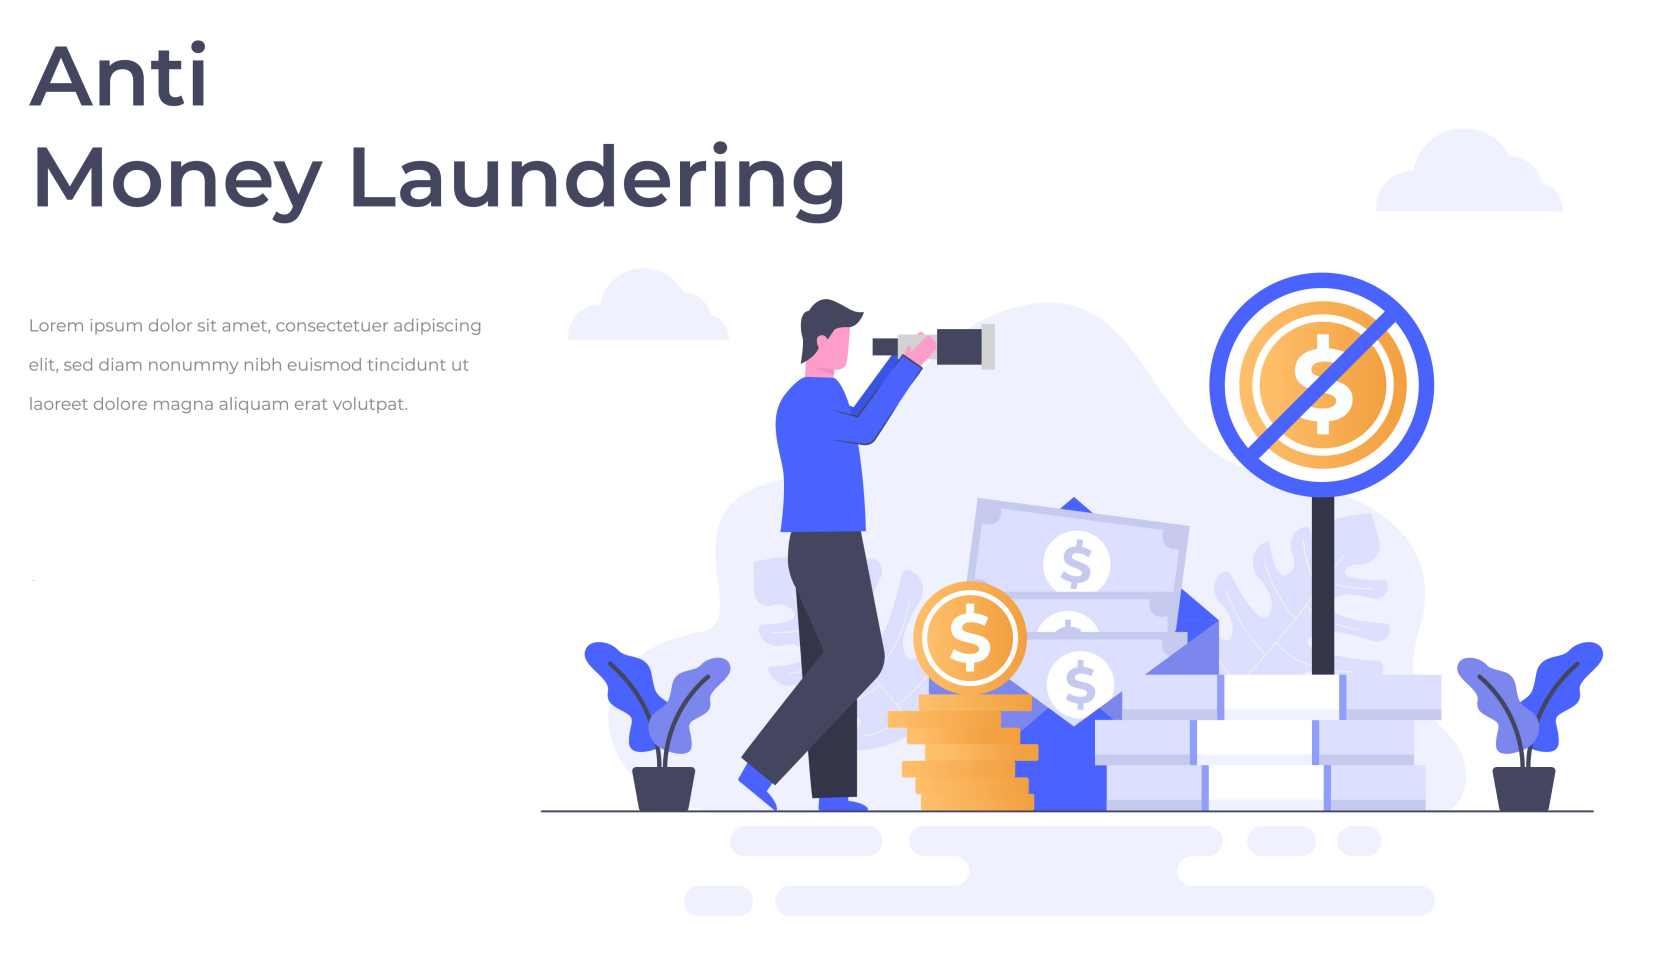 Anti
Money Laundering
Lorem ipsum dolor sit amet, consectetuer adipiscing
elit, sed diam nonummy nibh euismod tincidunt ut
laoreet dolore magna aliquam erat volutpat.
$
$
$
$
$